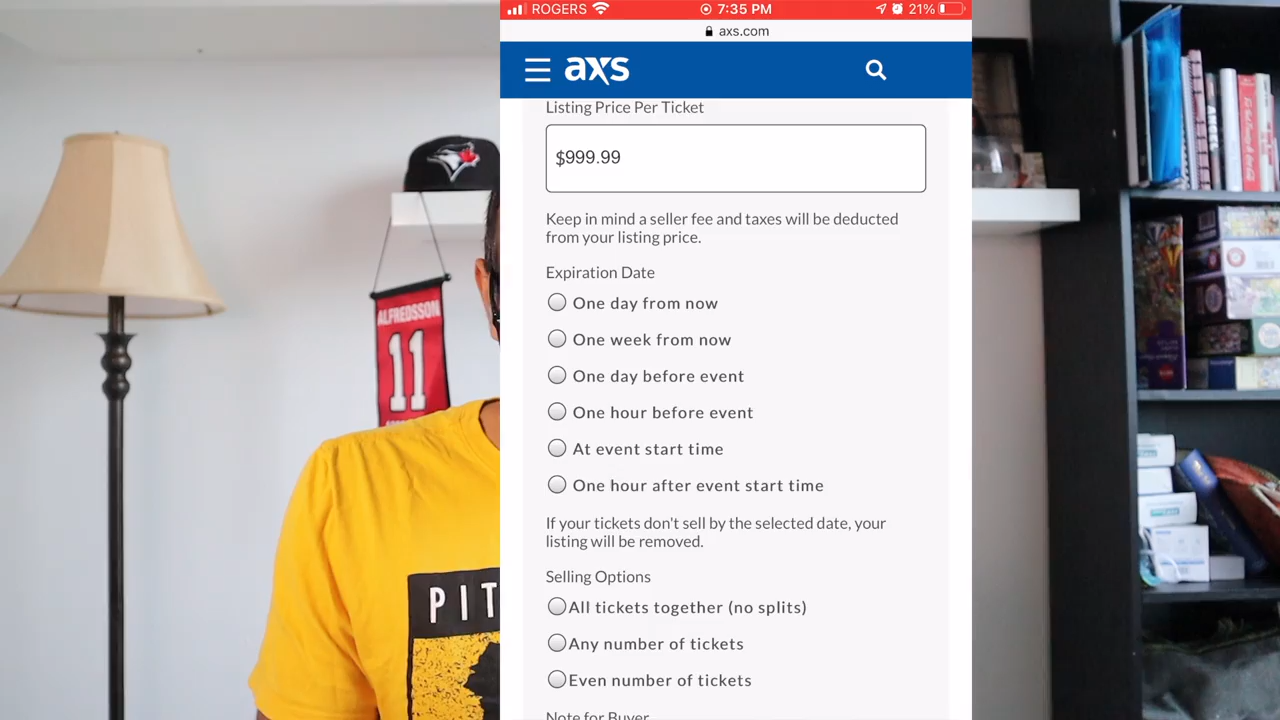 ROGERS 7:35 PM 21%
axs.com
axs
Listing Price Per Ticket
$999.99
Keep in mind a seller fee and taxes will be deducted
from your listing price.
Expiration Date
One day from now
One week from now
One day before event
One hour before event
At event start time
One hour after event start time
If your tickets don't sell by the selected date, your
listing will be removed.
Selling Options
All tickets together (no splits)
Any number of tickets
Even number of tickets
Note for Buyer
ALFREDSSON
11
PIT